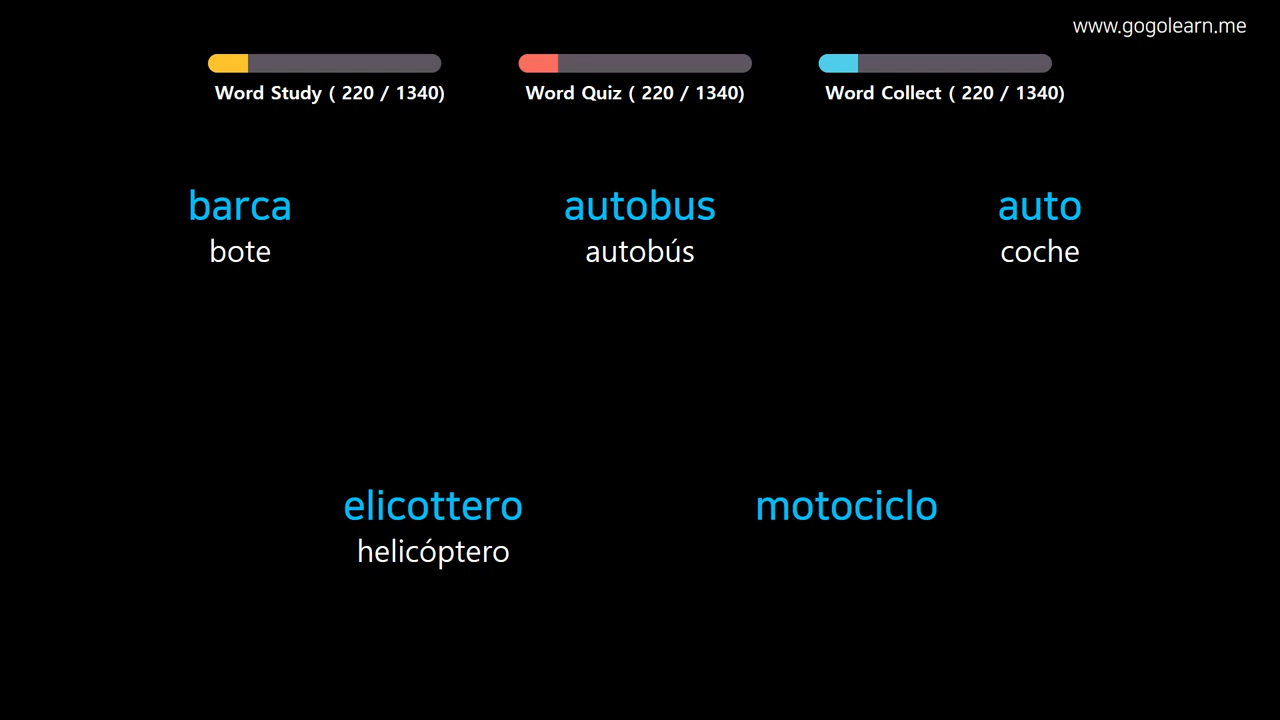 www.gogolearn.me
Word Study ( 220 / 1340)
Word Quiz ( 220 / 1340)
Word Collect ( 220 / 1340)
barca
bote
autobus
autobús
auto
coche
elicottero
helicóptero
motociclo